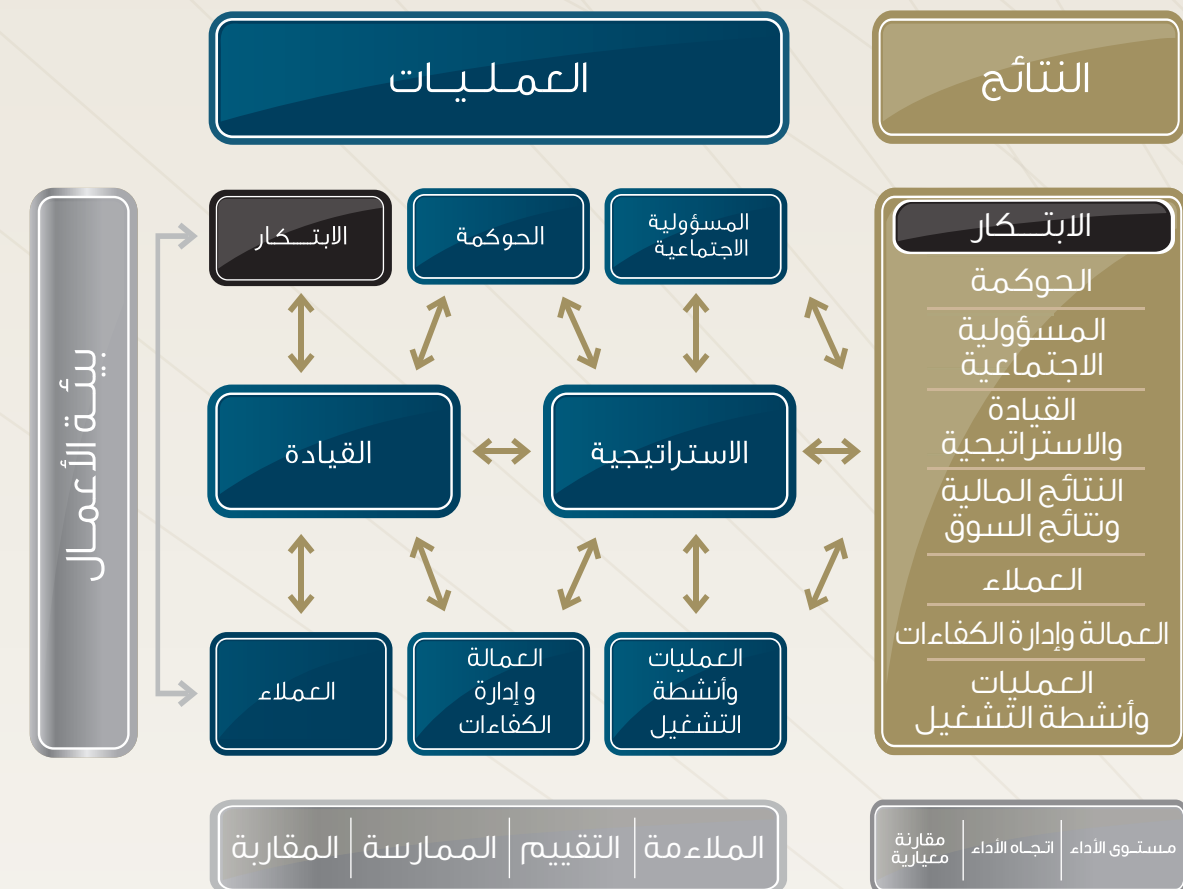 النتائج
العمليات
الابتكار
الحوكمة
المسؤولية
الاجتماعية
القيادة
والاستراتيجية
النتائج المالية
ونتائج السوق
العملاء
العمالة وإدارة الكفاءات
العمليات
وأنشطة التشغيل
المسؤولية
الاجتماعية
الحوكمة
الابتكار
الاستراتيجية
القيادة
العمليات
وأنشطة
التشغيل
العمالة
وإدارة
الكفاءات
العملاء
بيئة الأعمال
مستوى الأداء
اتجاه الأداء
مقارنة
معيارية
الملاءمة
التقييم
الممارسة
المقاربة